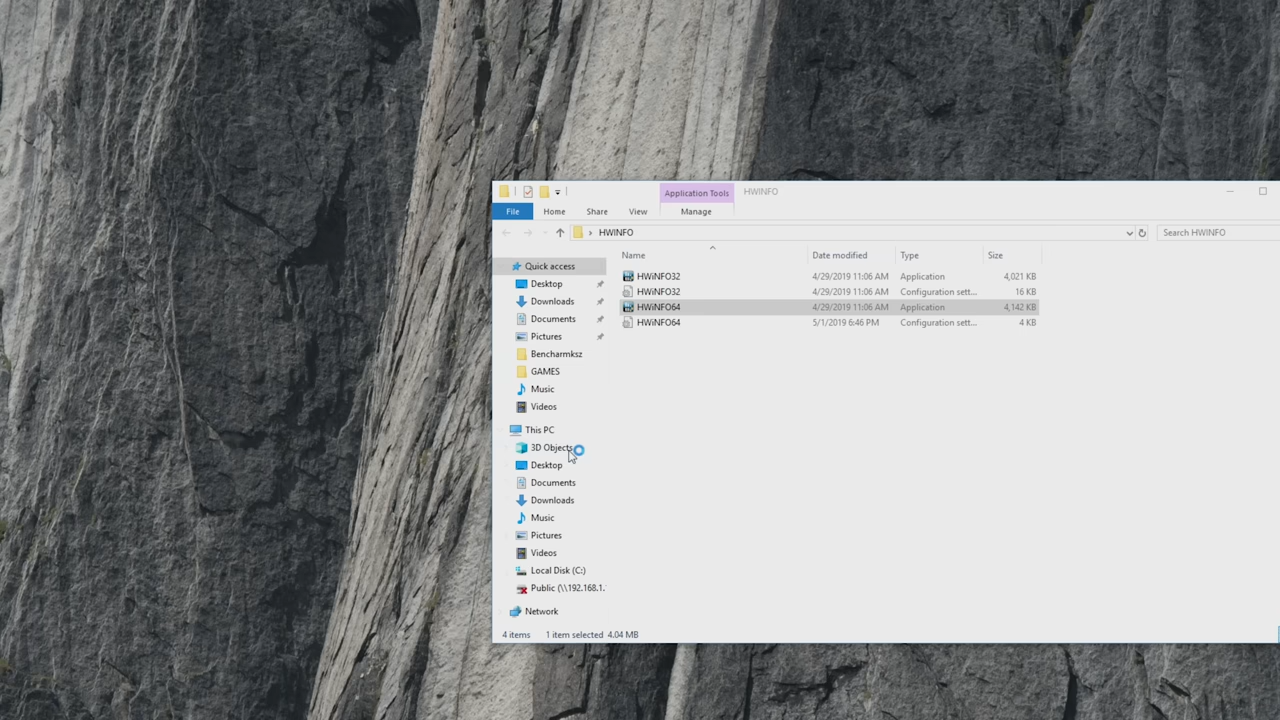 Application Tools HWINFO
File Home Share View Manage
HWINFO Search HWINFO
Name Date modified Type Size
Quick access
HWiNFO32 4/29/2019 11:06 AM Application 4,021 KB
Desktop
HWiNFO32 4/29/2019 11:06 AM Configuration sett... 16 KB
Downloads
HWiNFO64 4/29/2019 11:06 AM Application 4,142 KB
Documents
HWiNFO64 5/1/2019 6:46 PM Configuration sett... 4 KB
Pictures
Bencharmksz
GAMES
Music
Videos
This PC
3D Objects
Desktop
Documents
Downloads
Music
Pictures
Videos
Local Disk (C:)
Public (\\192.168.1.
Network
4 items 1 item selected 4.04 MB